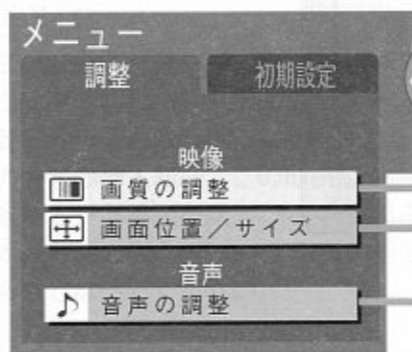 メニュー
調整 初期設定
映像
画質の調整
画面位置／サイズ
音声
音声の調整